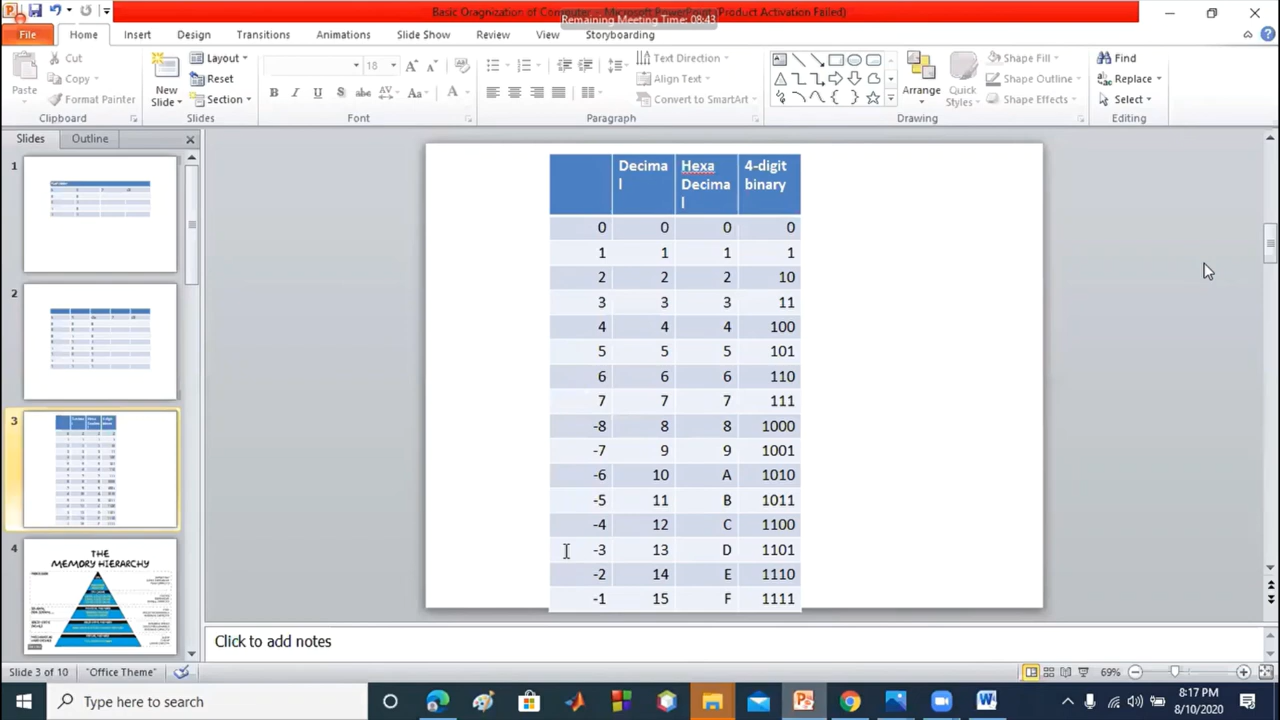 Basic Oragnization of Computer - Microsoft PowerPoint (Product Activation Failed)
Remaining Meeting Time: 08:43
File Home Insert Design Transitions Animations Slide Show Review View Storyboarding
Paste
Cut
Copy
Format Painter
Clipboard
New
Slide
Layout
Reset
Section
Slides
18
B I U S abc AV Aa A
Font
Text Direction
Align Text
Convert to SmartArt
Paragraph
Arrange
Quick
Styles
Shape Fill
Shape Outline
Shape Effects
Drawing
Find
Replace
Select
Editing
Slides Outline
1
2
3
4
THE
MEMORY HIERARCHY
Decima
l
Hexa
Decima
l
4-digit
binary
0 0 0 0
1 1 1 1
2 2 2 10
3 3 3 11
4 4 4 100
5 5 5 101
6 6 6 110
7 7 7 111
-8 8 8 1000
-7 9 9 1001
-6 10 A 1010
-5 11 B 1011
-4 12 C 1100
-3 13 D 1101
-2 14 E 1110
-1 15 F 1111
Click to add notes
Slide 3 of 10 "Office Theme" 69%
Type here to search
8:17 PM
8/10/2020